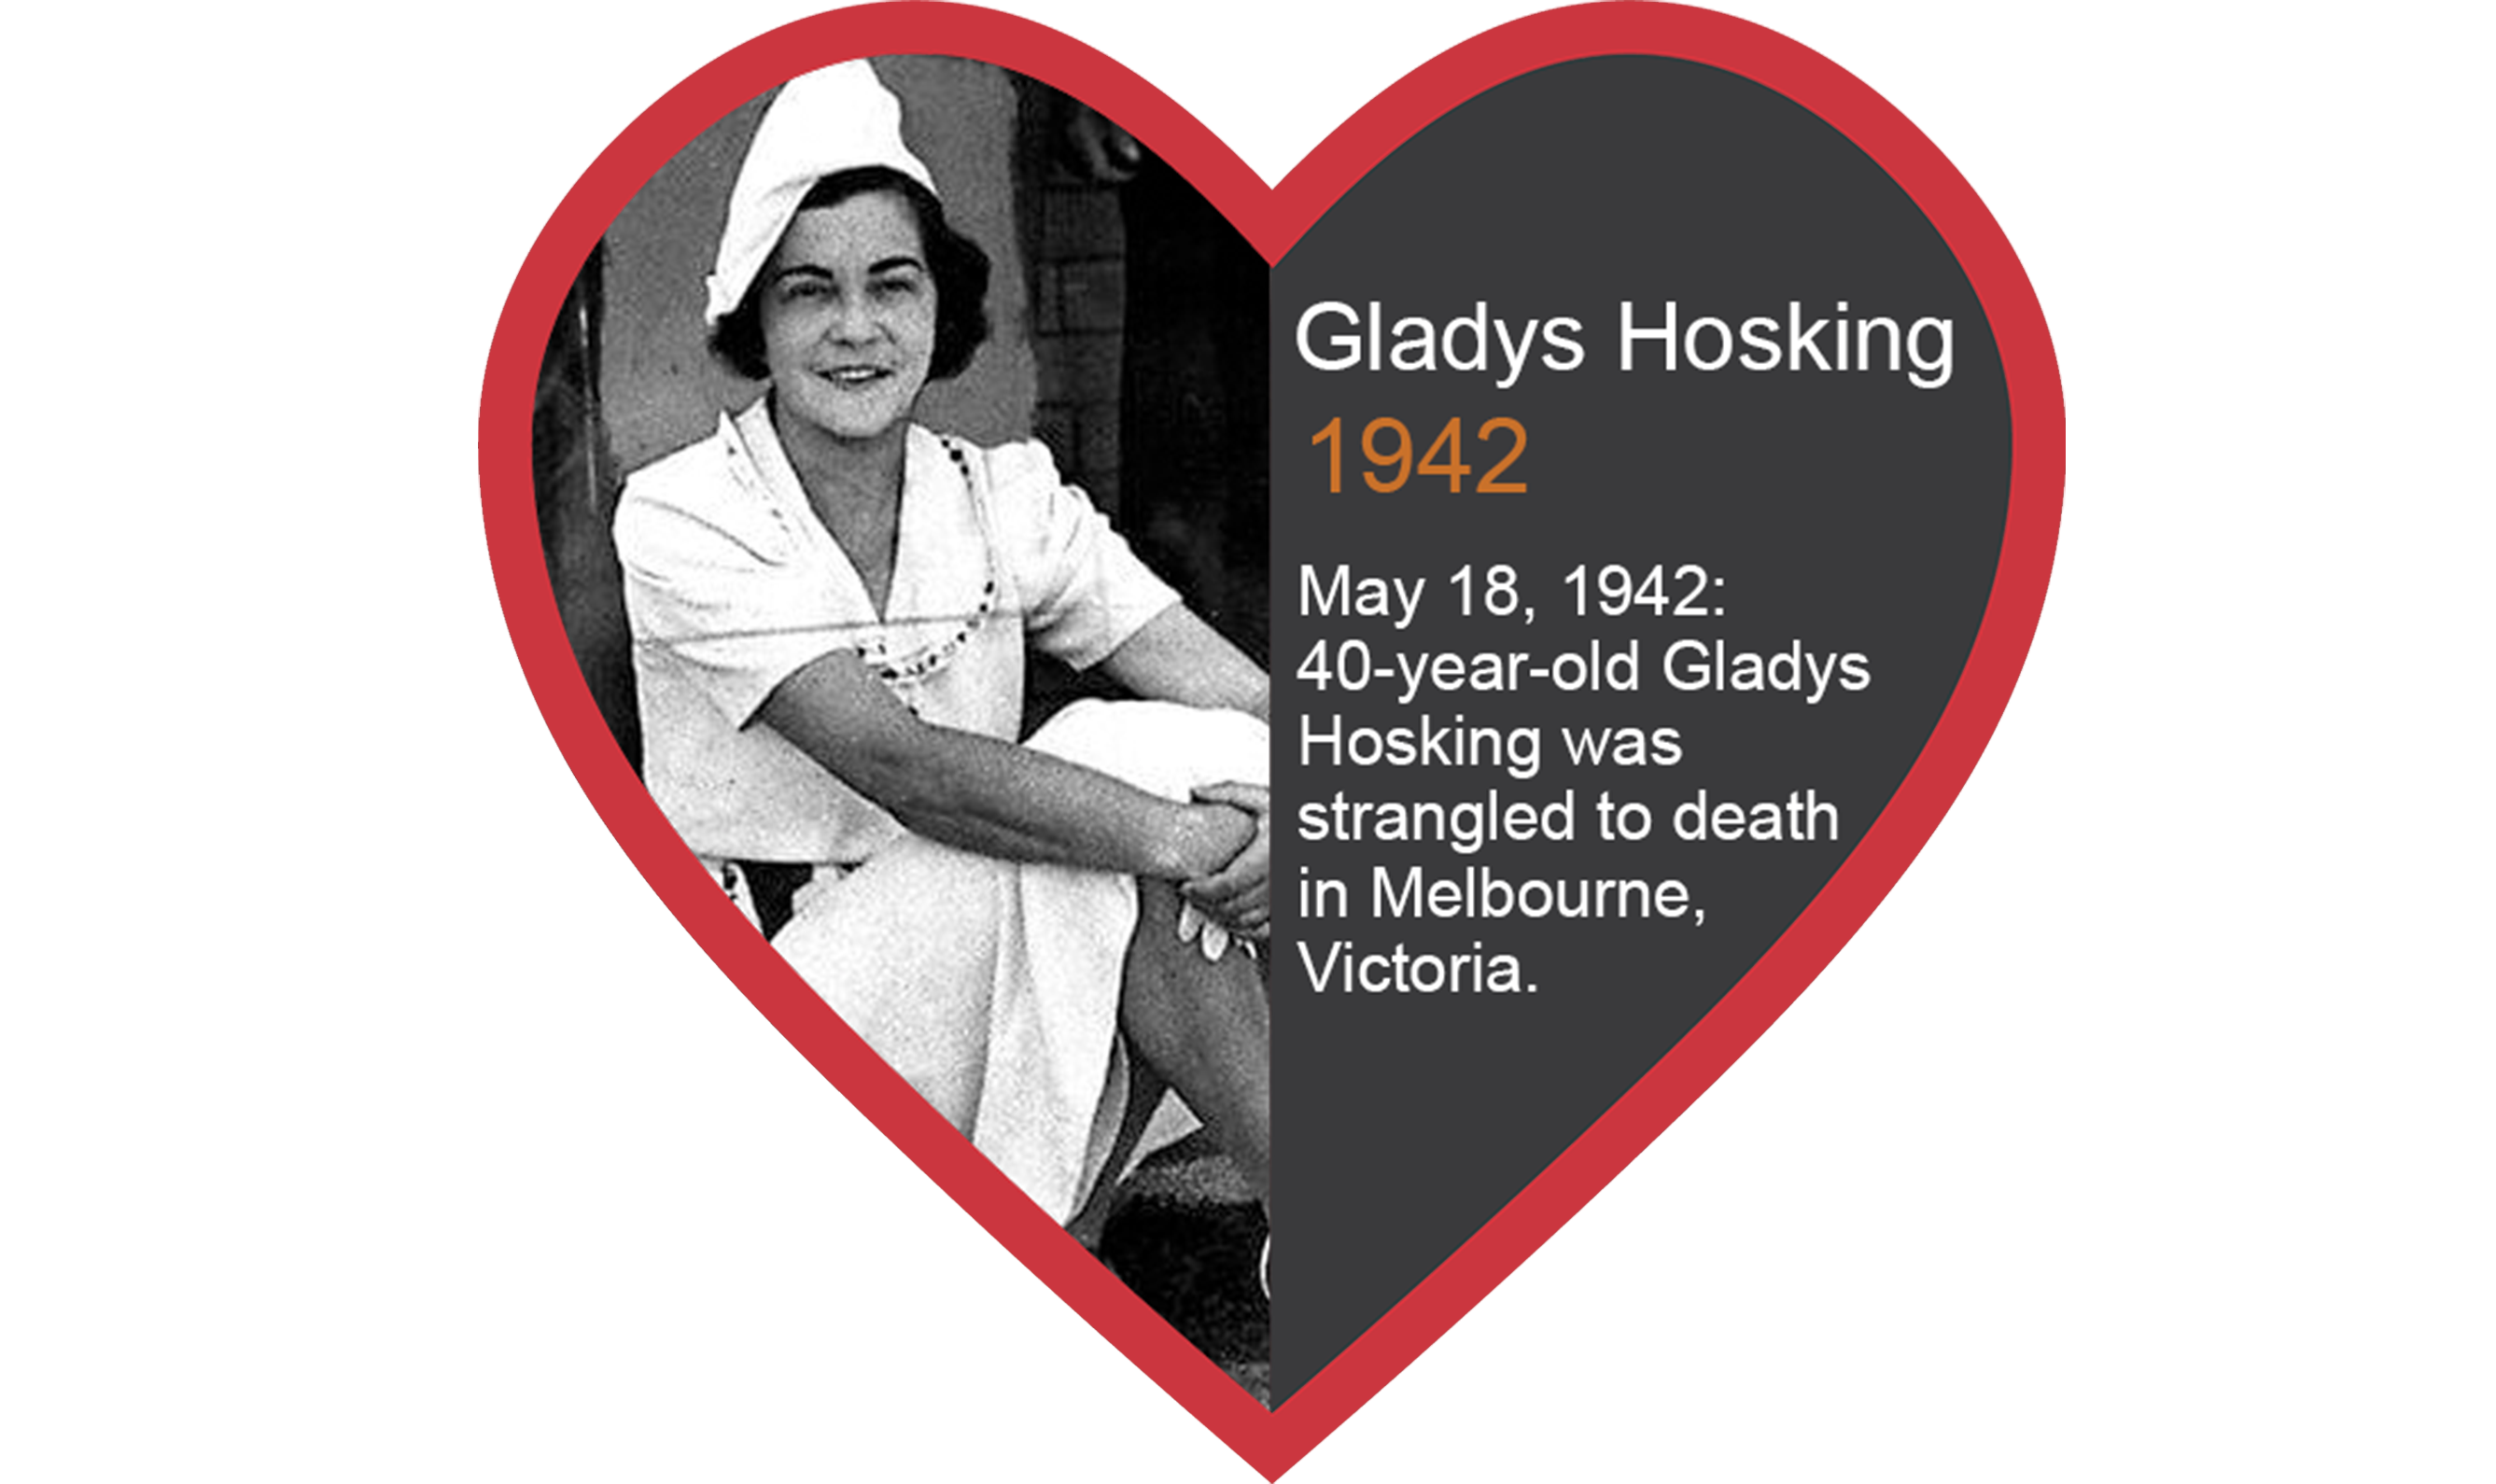 Gladys Hosking
1942
May 18, 1942:
40-year-old Gladys
Hosking was
strangled to death
in Melbourne,
Victoria.